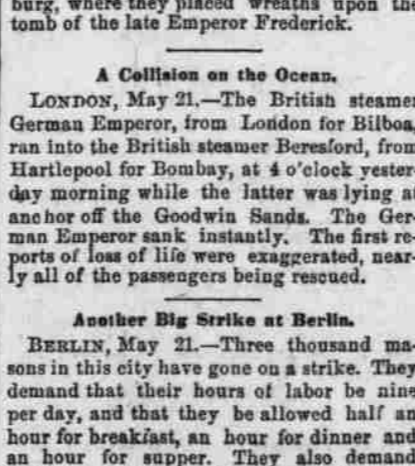 burg, where they placed wreaths upon the
tomb of the late Emperor Frederick.
A Collision on the Ocean.
LONDON, May 21.—The British steamer
German Emperor, from London for Bilboa,
ran into the British steamer Beresford, from
Hartlepool for Bombay, at 4 o'clock yester-
day morning while the latter was lying at
anchor off the Goodwin Sands. The Ger-
man Emperor sank instantly. The first re-
ports of loss of life were exaggerated, near-
ly all of the passengers being rescued.
Another Big Strike at Berlin.
BERLIN, May 21.—Three thousand ma-
sons in this city have gone on a strike. They
demand that their hours of labor be nine
per day, and that they be allowed half an
hour for breakfast, an hour for dinner and
an hour for supper. They also demand